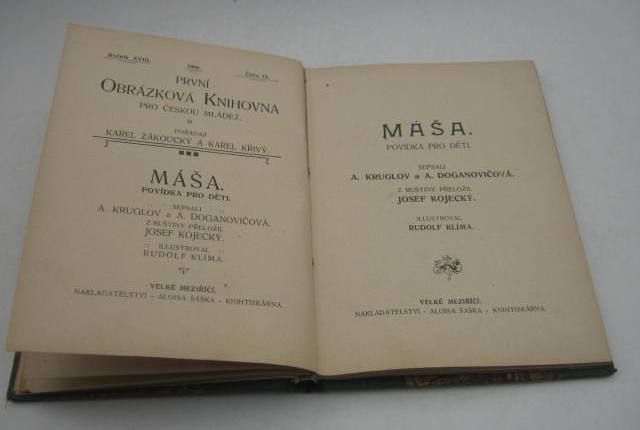 Ročník XVIII.
PRVNÍ
OBRÁZKOVÁ KNIHOVNA
PRO ČESKOU MLÁDEŽ.
POŘÁDAJÍ
KAREL ZÁKOUCKÝ A KAREL KŘIVÝ.
MÁŠA.
POVÍDKA PRO DĚTI.
SEPSALI
A. KRUGLOV a A. DOGANOVIČOVÁ.
Z RUŠTINY PŘELOŽIL
JOSEF KOJECKÝ.
ILLUSTROVAL
RUDOLF KLÍMA.
VELKÉ MEZIŘÍČÍ.
NAKLADATELSTVÍ - ALOISA ŠAŠKA - KNIHTISKÁRNA.
MÁŠA.
POVÍDKA PRO DĚTI.
SEPSALI
A. KRUGLOV a A. DOGANOVIČOVÁ.
Z RUŠTINY PŘELOŽIL
JOSEF KOJECKÝ.
ILLUSTROVAL
RUDOLF KLÍMA.
VELKÉ MEZIŘÍČÍ.
NAKLADATELSTVÍ - ALOISA ŠAŠKA - KNIHTISKÁRNA.